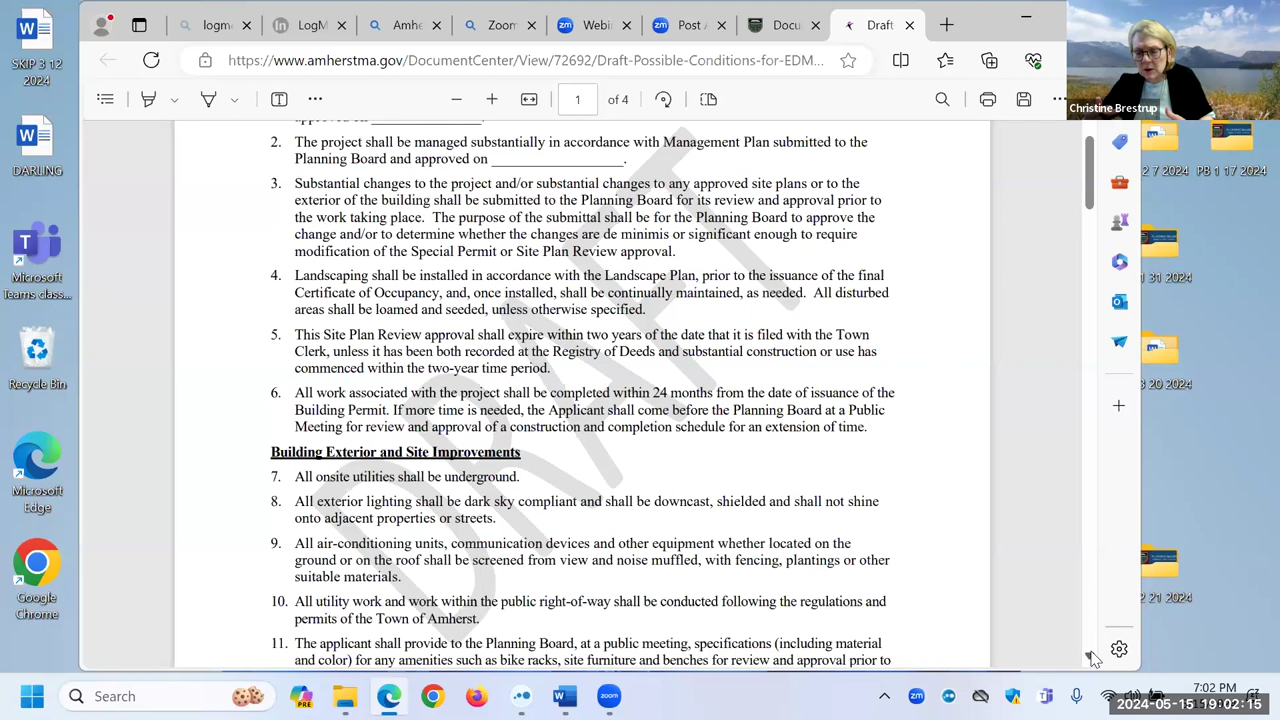 SKIP 3 12
2024
DARLING
Microsoft
Teams class...
Recycle Bin
Microsoft
Edge
Google
Chrome
logm
LogM
Amhe
Zoom
Webin
Post A
Docu
Draft
https://www.amherstma.gov/DocumentCenter/View/72692/Draft-Possible-Conditions-for-EDM...
1 of 4
Christine Brestrup
2 7 2024
PB 1 17 2024
1 31 2024
3 20 2024
2 21 2024
DRAFT
approved on
2. The project shall be managed substantially in accordance with Management Plan submitted to the
Planning Board and approved on ____________________.
3. Substantial changes to the project and/or substantial changes to any approved site plans or to the
exterior of the building shall be submitted to the Planning Board for its review and approval prior to
the work taking place. The purpose of the submittal shall be for the Planning Board to approve the
change and/or to determine whether the changes are de minimis or significant enough to require
modification of the Special Permit or Site Plan Review approval.
4. Landscaping shall be installed in accordance with the Landscape Plan, prior to the issuance of the final
Certificate of Occupancy, and, once installed, shall be continually maintained, as needed. All disturbed
areas shall be loamed and seeded, unless otherwise specified.
5. This Site Plan Review approval shall expire within two years of the date that it is filed with the Town
Clerk, unless it has been both recorded at the Registry of Deeds and substantial construction or use has
commenced within the two-year time period.
6. All work associated with the project shall be completed within 24 months from the date of issuance of the
Building Permit. If more time is needed, the Applicant shall come before the Planning Board at a Public
Meeting for review and approval of a construction and completion schedule for an extension of time.
Building Exterior and Site Improvements
7. All onsite utilities shall be underground.
8. All exterior lighting shall be dark sky compliant and shall be downcast, shielded and shall not shine
onto adjacent properties or streets.
9. All air-conditioning units, communication devices and other equipment whether located on the
ground or on the roof shall be screened from view and noise muffled, with fencing, plantings or other
suitable materials.
10. All utility work and work within the public right-of-way shall be conducted following the regulations and
permits of the Town of Amherst.
11. The applicant shall provide to the Planning Board, at a public meeting, specifications (including material
and color) for any amenities such as bike racks, site furniture and benches for review and approval prior to
Search
7:02 PM
2024-05-15 19:02:15